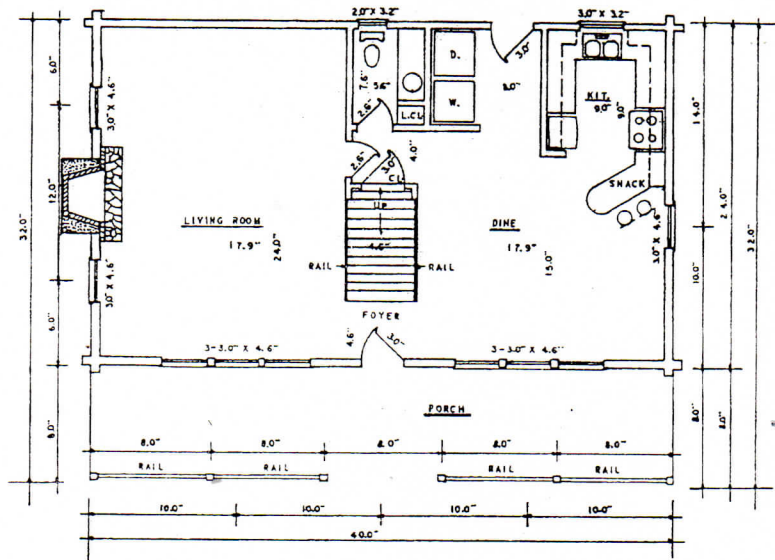 2.0" X 3.2"
3.0" X 3.2"
6.0"
3.0" X 4.6"
7.6"
5.6"
2.6"
L.CL
D.
W.
8.0"
3.0"
KIT.
9.0"
9.0"
14.0"
4.0"
2.6"
3.0"
CL
SNACK
32.0"
12.0"
LIVING ROOM
17.9"
24.0"
UP
4.6"
RAIL
RAIL
DINE
17.9"
15.0"
3.0" X 4.6"
24.0"
32.0"
3.0" X 4.6"
6.0"
10.0"
FOYER
4.6"
3.0"
3-3.0" X 4.6"
3-3.0" X 4.6"
PORCH
8.0"
8.0"
8.0"
8.0"
8.0"
8.0"
8.0"
RAIL
RAIL
RAIL
RAIL
10.0"
10.0"
10.0"
10.0"
40.0"